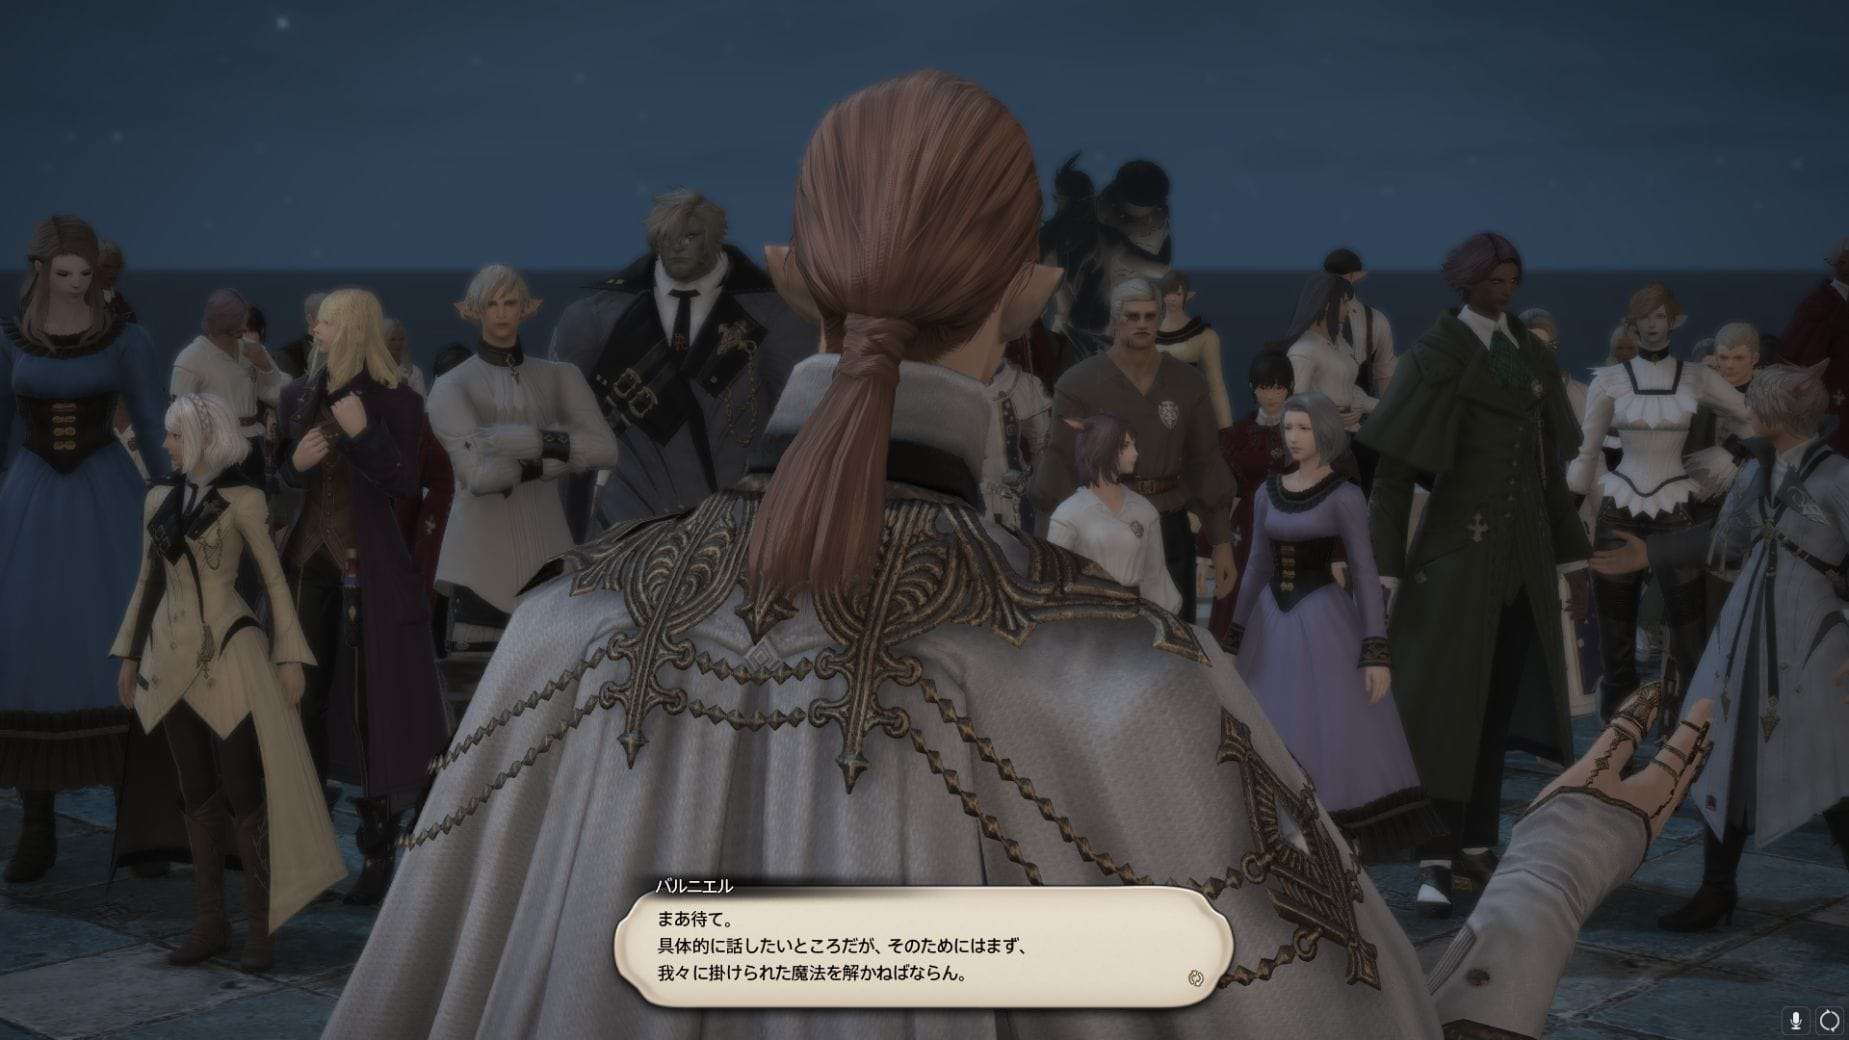 バルニエル
まあ待て。
具体的に話したいところだが、そのためにはまず、
我々に掛けられた魔法を解かねばならん。